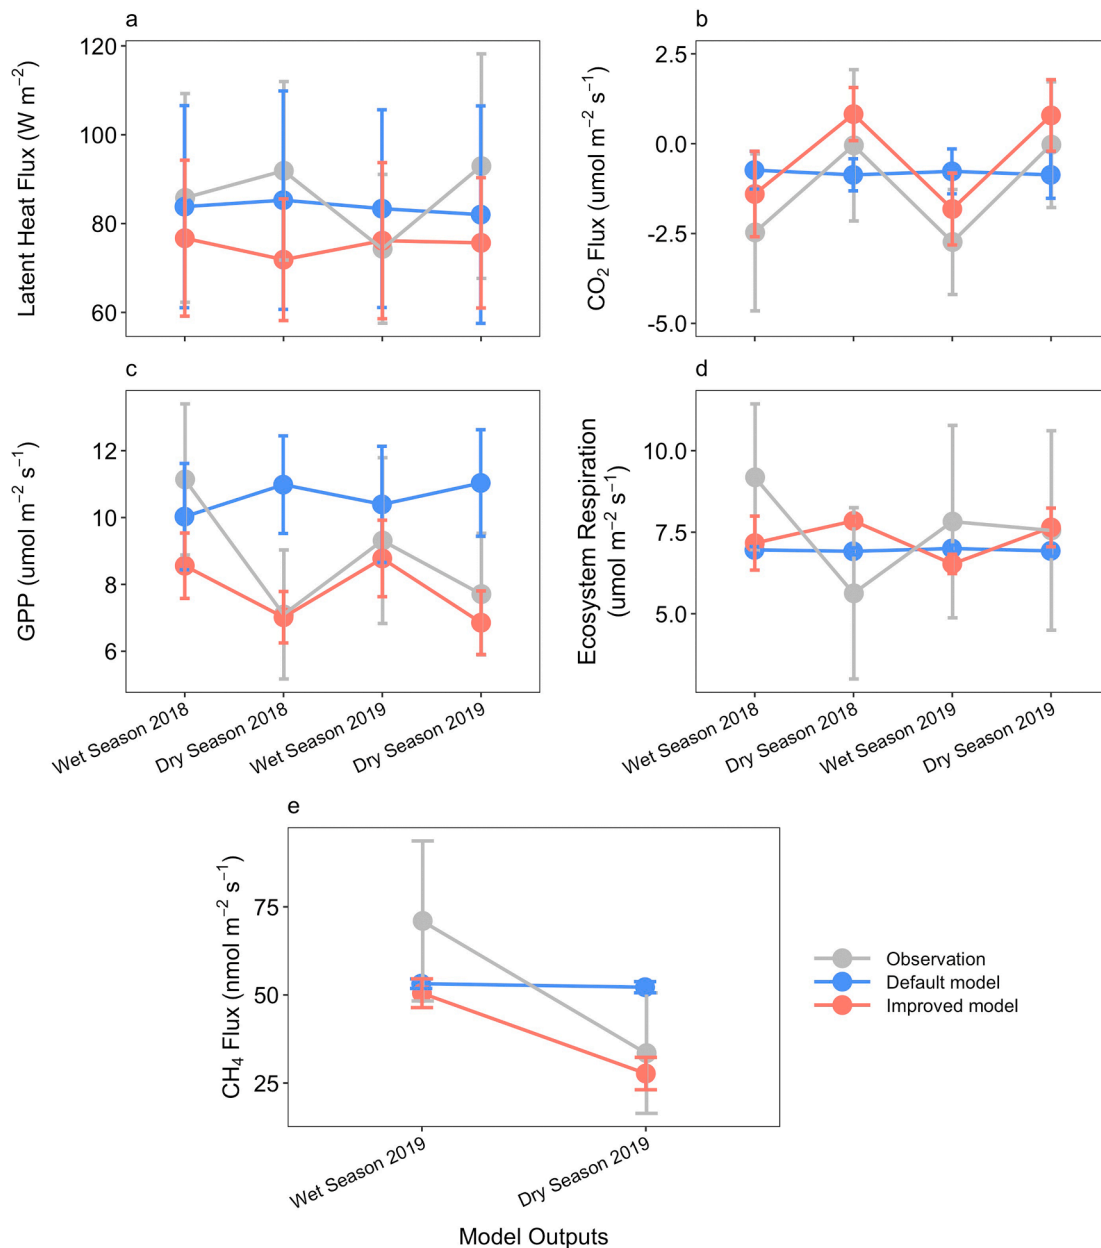 a
Latent Heat Flux (W m⁻²)
120
100
80
60
b
CO₂ Flux (umol m⁻² s⁻¹)
2.5
0.0
-2.5
-5.0
c
GPP (umol m⁻² s⁻¹)
12
10
8
6
Wet Season 2018
Dry Season 2018
Wet Season 2019
Dry Season 2019
d
Ecosystem Respiration
(umol m⁻² s⁻¹)
10.0
7.5
5.0
Wet Season 2018
Dry Season 2018
Wet Season 2019
Dry Season 2019
e
CH₄ Flux (nmol m⁻² s⁻¹)
75
50
25
Wet Season 2019
Dry Season 2019
Model Outputs
Observation
Default model
Improved model